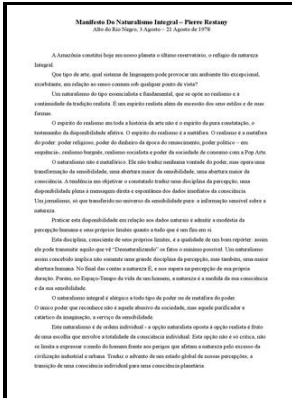 Manifesto Do Naturalismo Integral – Pierre Restany
Alto do Rio Negro, 3 Agosto – 21 Agosto de 1978
A Amazônia constitui hoje em nosso planeta o último reservatório, o refúgio da natureza
Integral.
Que tipo de arte, qual sistema de linguagem pode provocar um ambiente tão excepcional,
exorbitante, em relação ao senso comum sob qualquer ponto de vista?
Um naturalismo do tipo essencialista e fundamental, que se opõe ao realismo e à
continuidade da tradição realista. É um espírito realista além da sucessão dos seus estilos e de suas
formas.
O espírito do realismo em toda a história da arte não é o espírito da pura constatação, o
testemunho da disponibilidade afetiva. O espírito do realismo é a metáfora. O realismo é a metáfora
do poder: poder religioso, poder do dinheiro da época do renascimento, poder político – em
sequência-, realismo burguês, realismo socialista e poder da sociedade de consumo com a Pop Arte.
O naturalismo não é metafórico. Ele não traduz nenhuma vontade do poder, mas opera uma
transformação da sensibilidade, uma abertura maior da sensibilidade, uma abertura maior da
consciência. A tendência em objetivar o constatado traduz uma disciplina da percepção, uma
disponibilidade plena à mensagem direta e espontânea dos dados imediatos da consciência.
Um jornalismo, só que transferido no universo da sensibilidade pura- a informação sensível sobre a
natureza.
Praticar esta disponibilidade em relação aos dados naturais é admitir a modéstia da
percepção humana e seus próprios limites quanto a tudo que é um fim em si.
Esta disciplina, consciente de seus próprios limites, é a qualidade de um bom repórter: assim
ele pode transmitir aquilo que vê "Desnaturalizando" os fatos o mínimo possível. Um naturalismo
assim concebido implica não somente uma grande disciplina da percepção, mas também, uma maior
abertura humana. No final das contas a natureza É, e nos supera na percepção de sua própria
duração. Porém, no Espaço-Tempo da vida de um homem, a natureza é a medida da sua consciência
e da sua sensibilidade.
O naturalismo integral é alérgico a todo tipo de poder ou de metáfora do poder.
O único poder que reconhece não é aquele abusivo da sociedade, mas aquele purificador e
catártico da imaginação, a serviço da sensibilidade.
Este naturalismo é de ordem individual - a opção naturalista oposta à opção realista é fruto
de uma escolha que envolve a totalidade da consciência individual. Esta opção não é só crítica, não
se limita a expressar o medo do homem frente aos perigos que afetam a natureza pelo excesso da
civilização industrial e urbana. Traduz o advento de um estado global de nossas percepções, a
transição de uma consciência individual para uma consciência planetária.